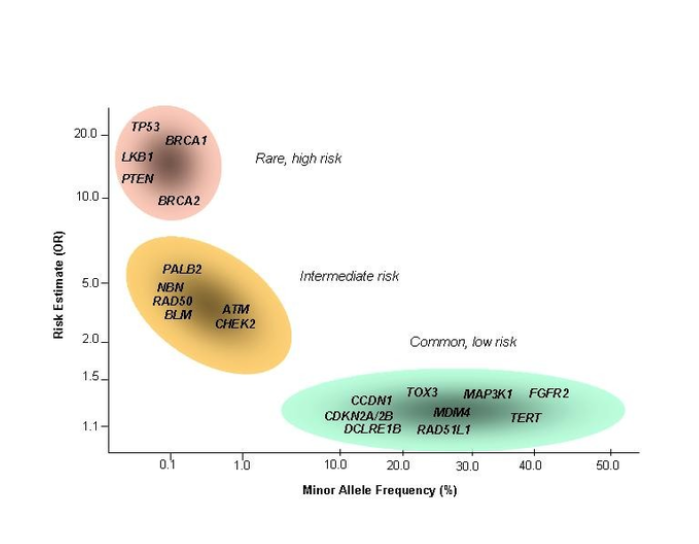 TP53
BRCA1
LKB1
PTEN
BRCA2
Rare, high risk
PALB2
NBN
RAD50
BLM
ATM
CHEK2
Intermediate risk
Common, low risk
TOX3
MAP3K1
FGFR2
CCDN1
CDKN2A/2B
MDM4
TERT
DCLRE1B
RAD51L1
Risk Estimate (OR)
20.0
10.0
5.0
2.0
1.5
1.1
0.1
1.0
10.0
20.0
30.0
40.0
50.0
Minor Allele Frequency (%)